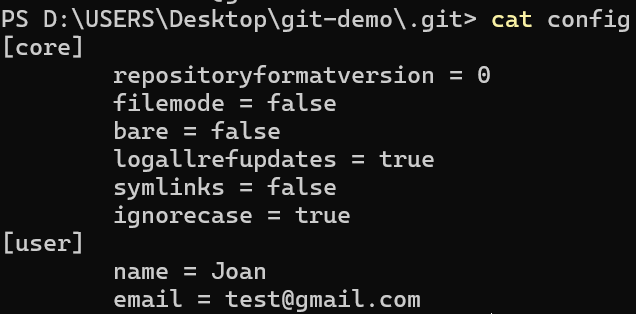 PS D:\USERS\Desktop\git-demo\.git> cat config
[core]
        repositoryformatversion = 0
        filemode = false
        bare = false
        logallrefupdates = true
        symlinks = false
        ignorecase = true
[user]
        name = Joan
        email = test@gmail.com